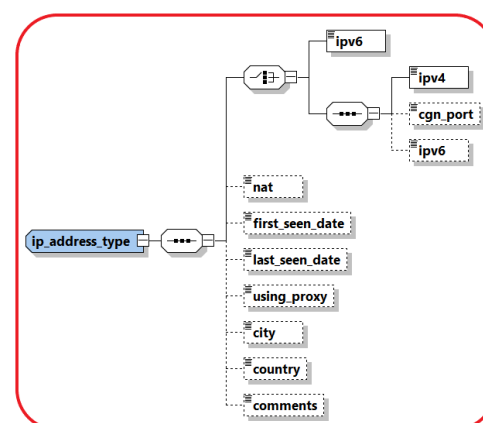 ipv6
ipv4
cgn_port
ipv6
nat
first_seen_date
ip_address_type
last_seen_date
using_proxy
city
country
comments